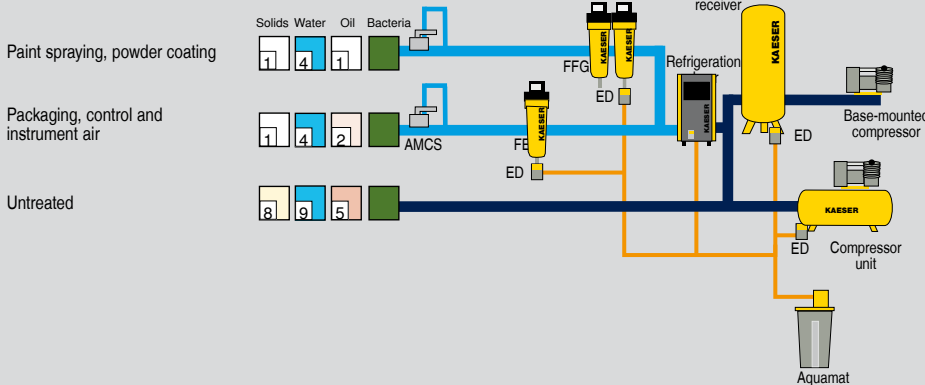 receiver
Solids Water Oil Bacteria
Paint spraying, powder coating
1 4 1
KAESER
KAESER
FFG
ED
Refrigeration
KAESER
KAESER
Packaging, control and
instrument air
1 4 2
AMCS
KAESER
ED
ED
Base-mounted
compressor
Untreated
8 9 5
KAESER
ED
Compressor
unit
Aquamat